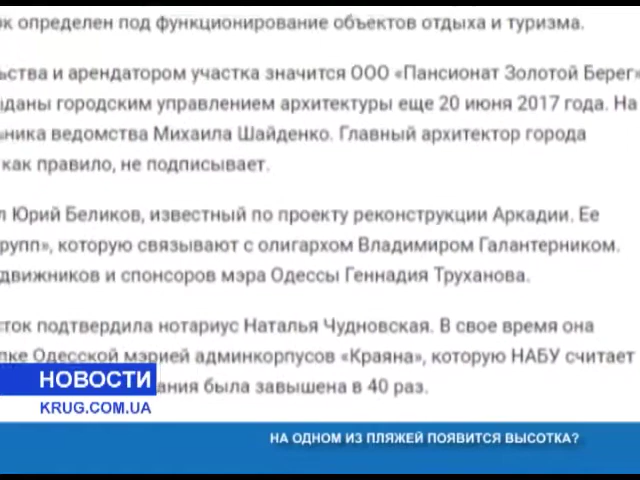 ок определен под функционирование объектов отдыха и туризма.
ьства и арендатором участка значится ООО «Пансионат Золотой Берег»
ыданы городским управлением архитектуры еще 20 июня 2017 года. На
ьника ведомства Михаила Шайденко. Главный архитектор города
как правило, не подписывает.
л Юрий Беликов, известный по проекту реконструкции Аркадии. Ее
рупп», которую связывают с олигархом Владимиром Галантерником.
движников и спонсоров мэра Одессы Геннадия Труханова.
сток подтвердила нотариус Наталья Чудновская. В свое время она
пке Одесской мэрией админкорпусов «Краяна», которую НАБУ считает
ания была завышена в 40 раз.
НОВОСТИ
KRUG.COM.UA
НА ОДНОМ ИЗ ПЛЯЖЕЙ ПОЯВИТСЯ ВЫСОТКА?